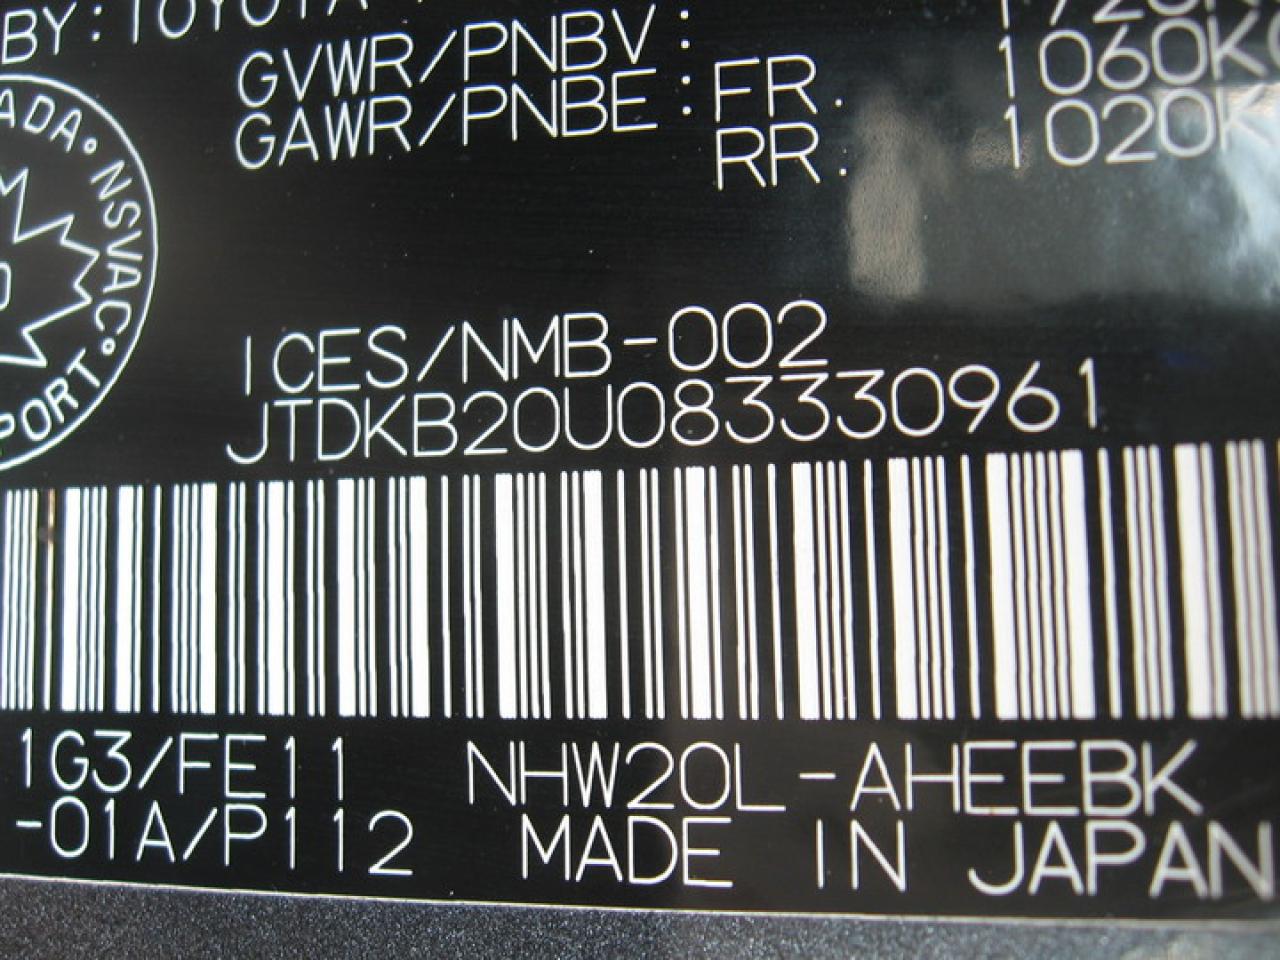 BY: TOYOTA
GVWR/PNBV:
GAWR/PNBE: FR. 1060KG
RR. 1020K
ADA • NSVAC •
PORT
ICES/NMB-002
JTDKB20U083330961
1G3/FE11 NHW20L-AHEEBK
-01A/P112 MADE IN JAPAN